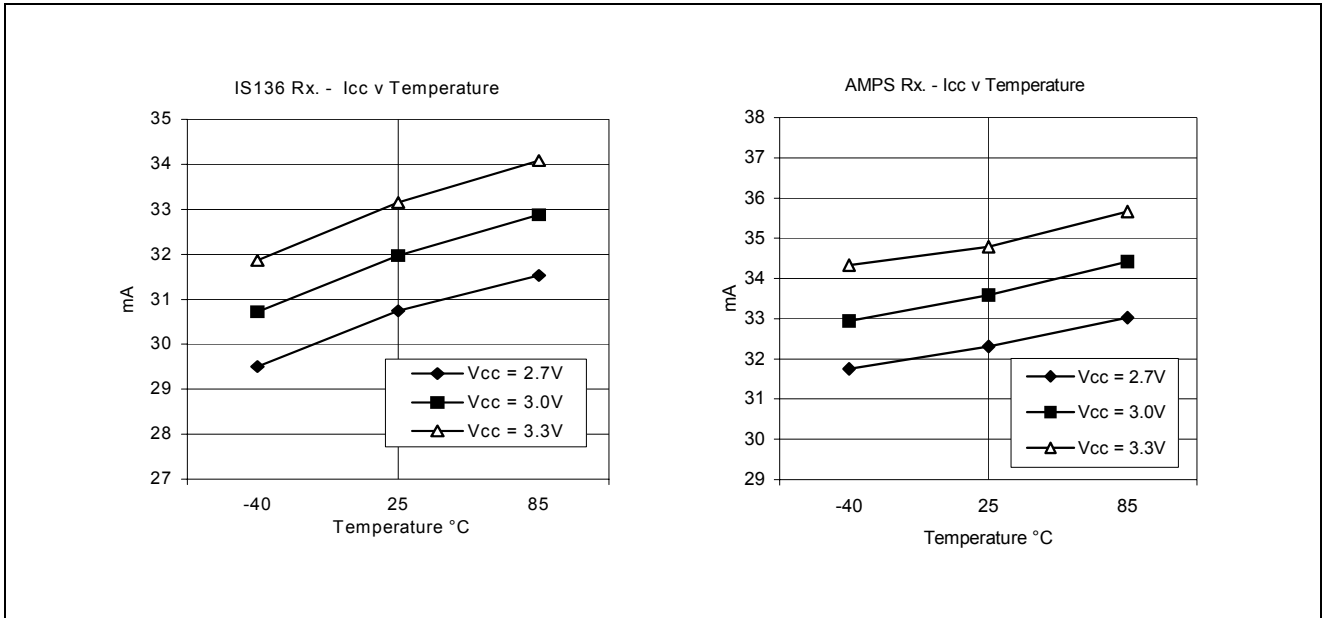 IS136 Rx. - Icc v Temperature
35
34
33
32
31
30
29
28
27
mA
Vcc = 2.7V
Vcc = 3.0V
Vcc = 3.3V
-40 25 85
Temperature °C
AMPS Rx. - Icc v Temperature
38
37
36
35
34
33
32
31
30
29
mA
Vcc = 2.7V
Vcc = 3.0V
Vcc = 3.3V
-40 25 85
Temperature °C